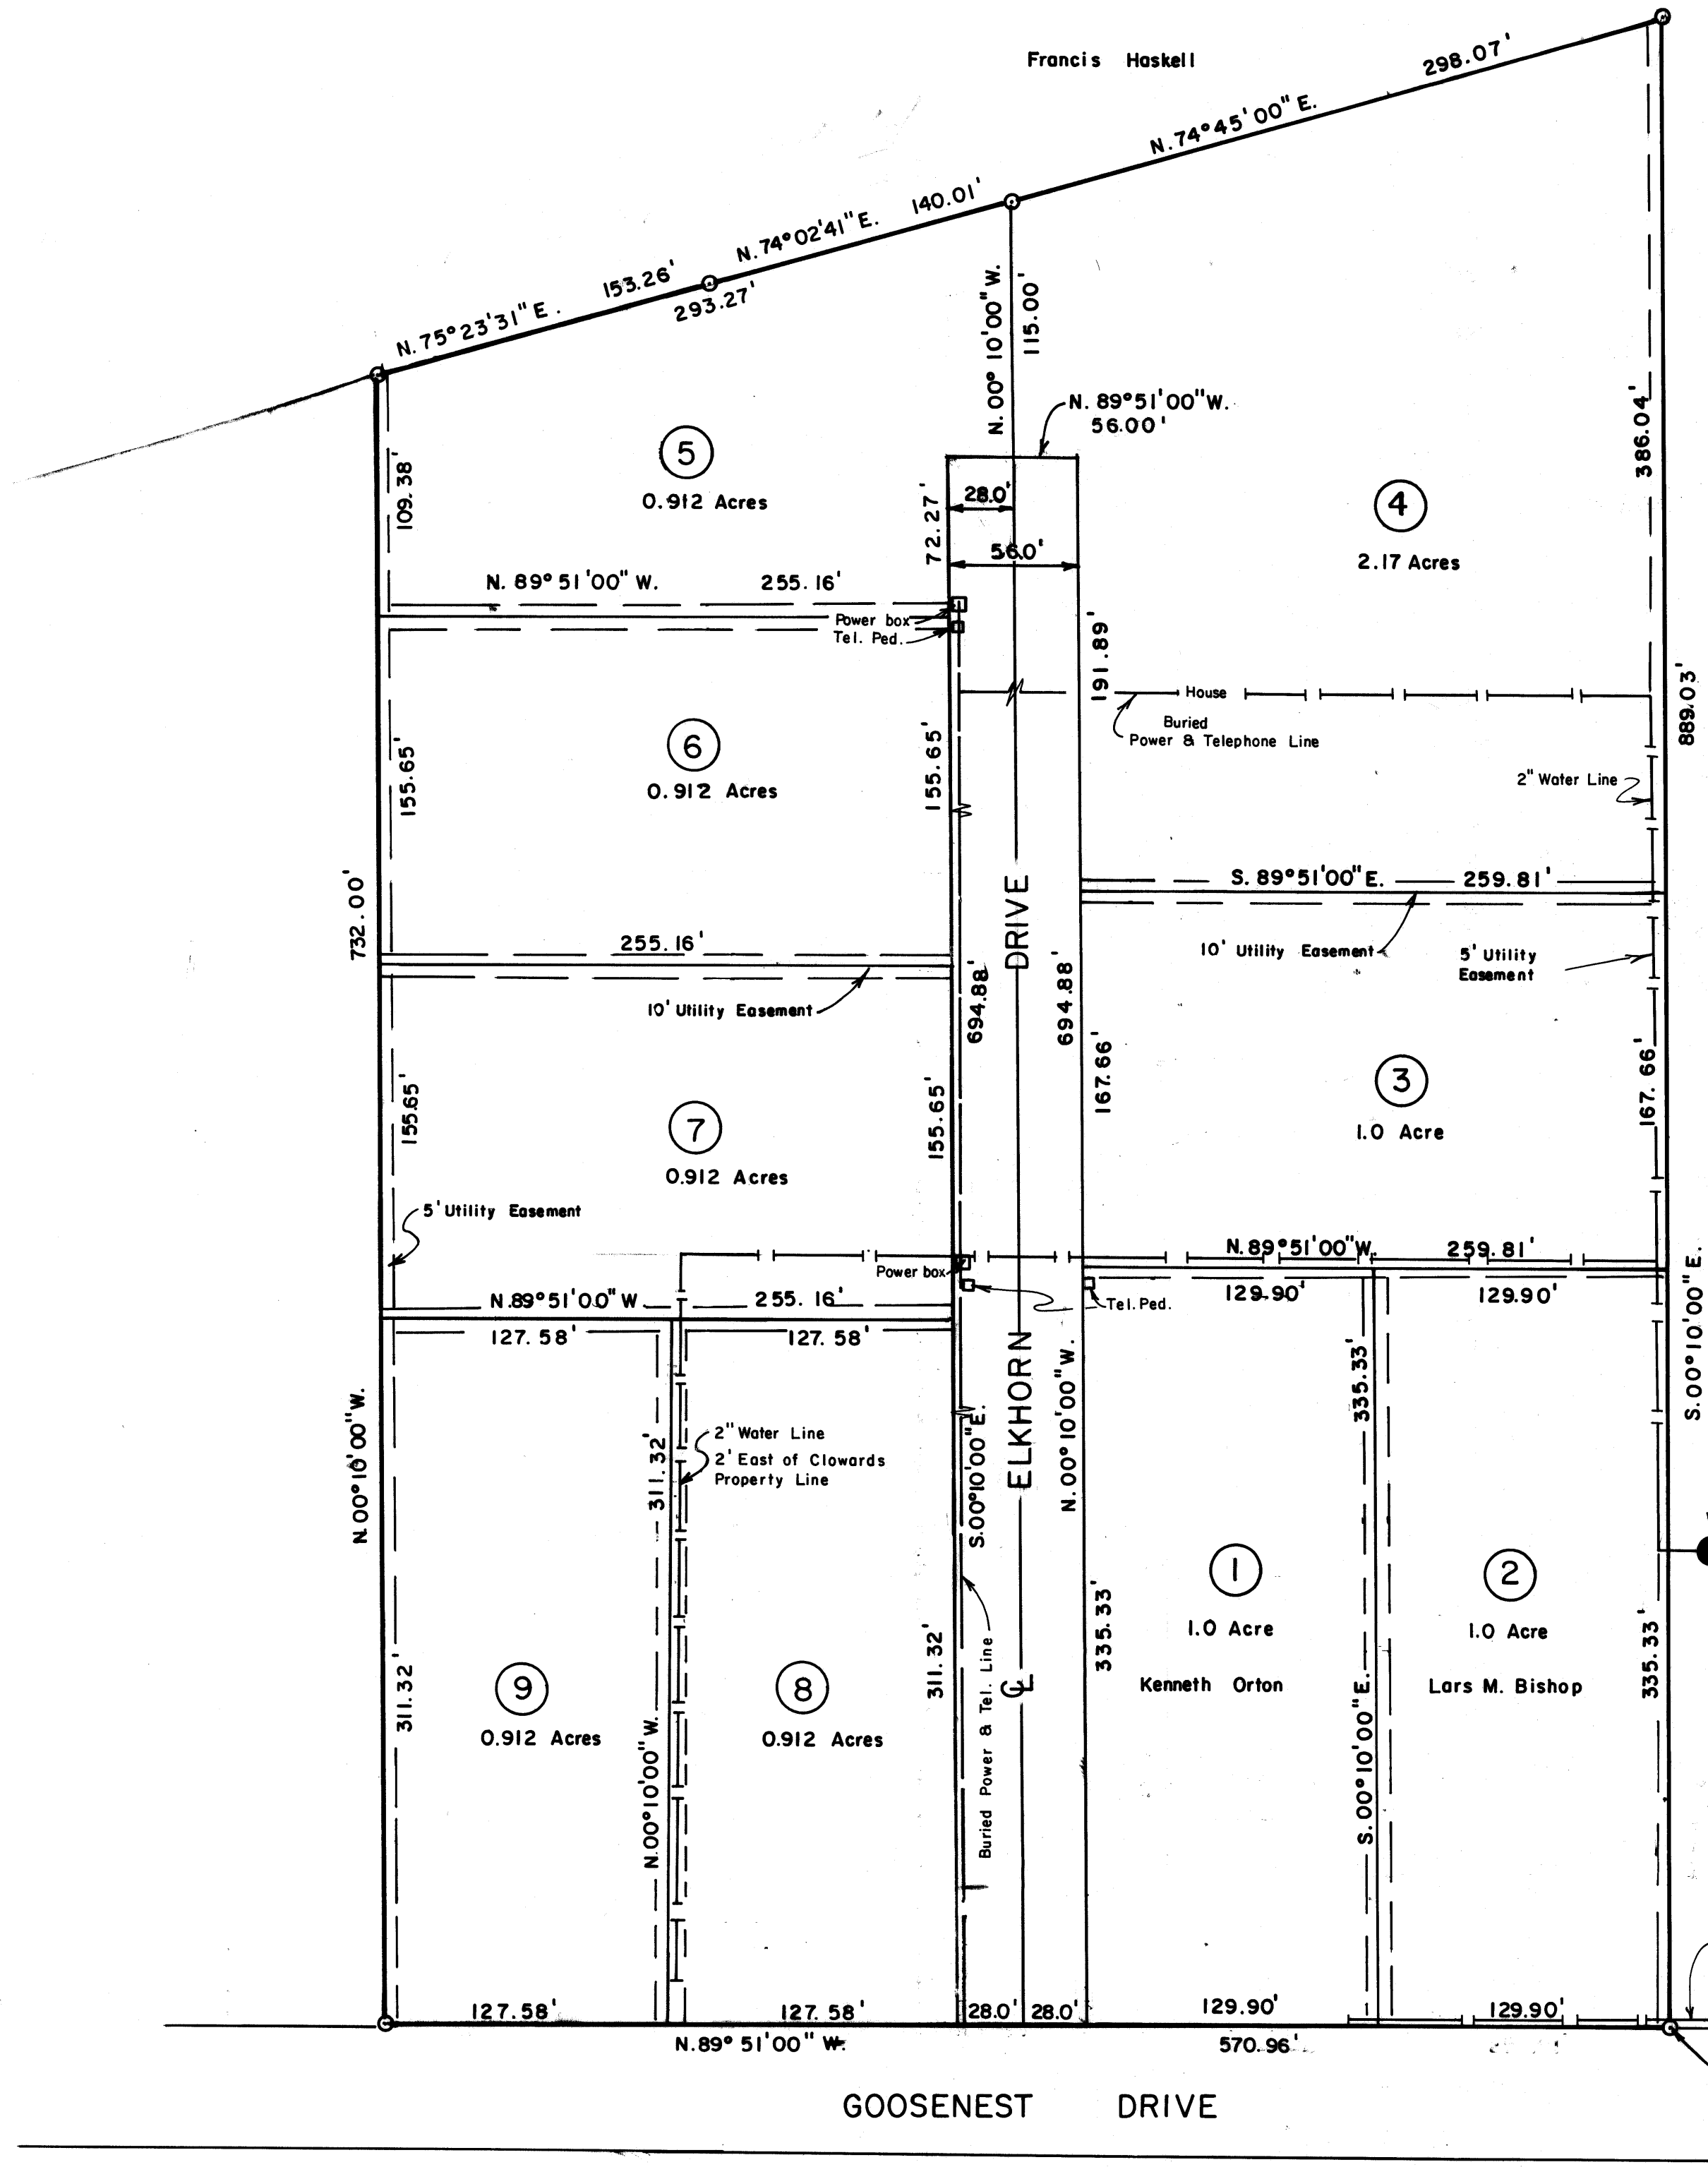 Francis Haskell
298.07'
N. 74° 45' 00" E.
140.01'
N. 74° 02' 41" E.
153.26'
293.27'
N. 75° 23' 31" E.
N. 00° 10' 00" W.
115.00'
N. 89° 51' 00" W.
56.00'
109.38'
5
0.912 Acres
72.27'
28.0'
56.0'
4
2.17 Acres
386.04'
N. 89° 51' 00" W. 255.16'
Power box
Tel. Ped.
191.89'
House
Buried
Power & Telephone Line
889.03'
155.65'
6
0.912 Acres
155.65'
2" Water Line
732.00'
255.16'
10' Utility Easement
DRIVE
694.88'
694.88'
S. 89° 51' 00" E. 259.81'
10' Utility Easement
5' Utility
Easement
155.65'
7
0.912 Acres
155.65'
167.66'
3
1.0 Acre
167.66'
5' Utility Easement
Power box
N. 89° 51' 00" W. 259.81'
Tel. Ped.
129.90'
129.90'
N. 89° 51' 00" W 255.16'
127.58'
127.58'
S. 00° 10' 00" E.
N. 00° 10' 00" W.
311.32'
2" Water Line
2' East of Clowards
Property Line
S. 00° 10' 00" E.
ELKHORN
N. 00° 10' 00" W.
335.33'
1
1.0 Acre
Kenneth Orton
2
1.0 Acre
Lars M. Bishop
335.33'
335.33'
S. 00° 10' 00" E.
311.32'
9
0.912 Acres
N. 00° 10' 00" W.
8
0.912 Acres
311.32'
Buried Power & Tel. Line
CL
127.58'
127.58'
28.0'
28.0'
129.90'
129.90'
N. 89° 51' 00" W.
570.96'
GOOSENEST DRIVE